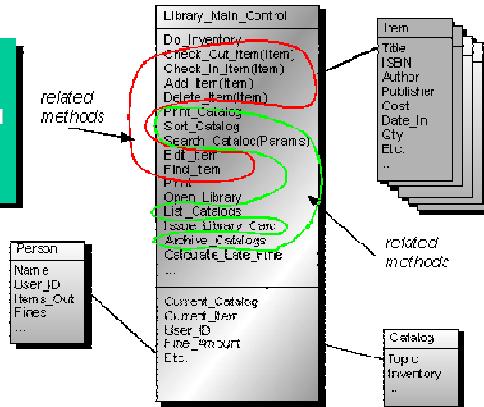 Library_Main_Control
Do_Inventory
Check_Out_Item(Item)
Check_In_Item(Item)
Add_Item(Item)
Delete_Item(Item)
Print_Catalog
Sort_Catalog
Search_Catalog(Params)
Edit_Item
Find_Item
Print
Open_Library
List_Catalogs
Issue_Library_Card
Archive_Catalogs
Calculate_Late_Fine
...
Current_Catalog
Current_Item
User_ID
Fine_Amount
Etc.
related
methods
Item
Title
ISBN
Author
Publisher
Cost
Date_In
Qty
Etc.
...
related
methods
Person
Name
User_ID
Items_Out
Fines
...
Catalog
Topic
Inventory
...